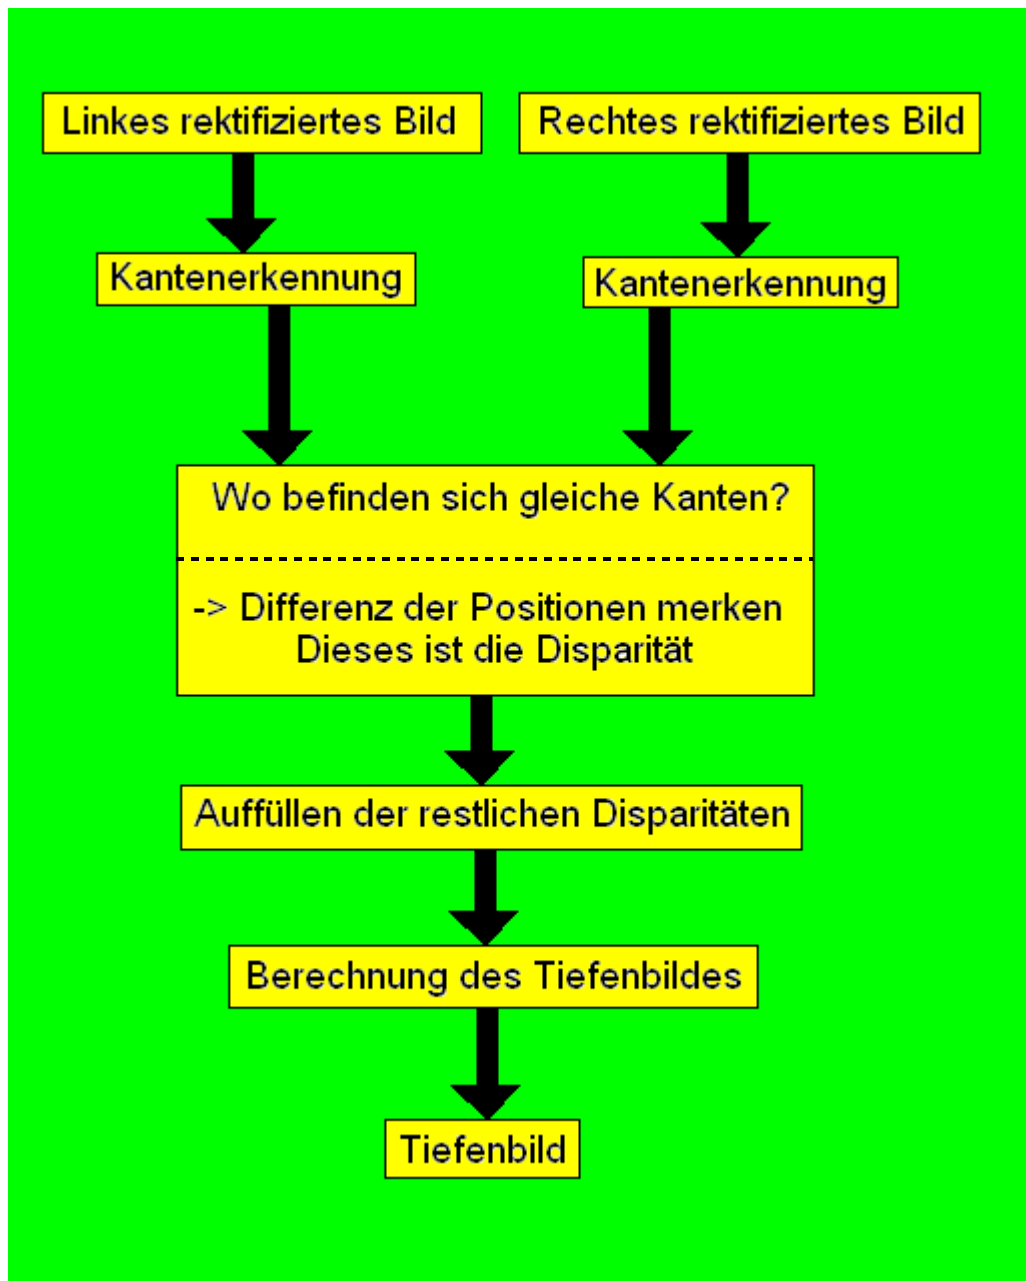 Linkes rektifiziertes Bild
Rechtes rektifiziertes Bild
Kantenerkennung
Kantenerkennung
Wo befinden sich gleiche Kanten?
-> Differenz der Positionen merken
Dieses ist die Disparität
Auffüllen der restlichen Disparitäten
Berechnung des Tiefenbildes
Tiefenbild